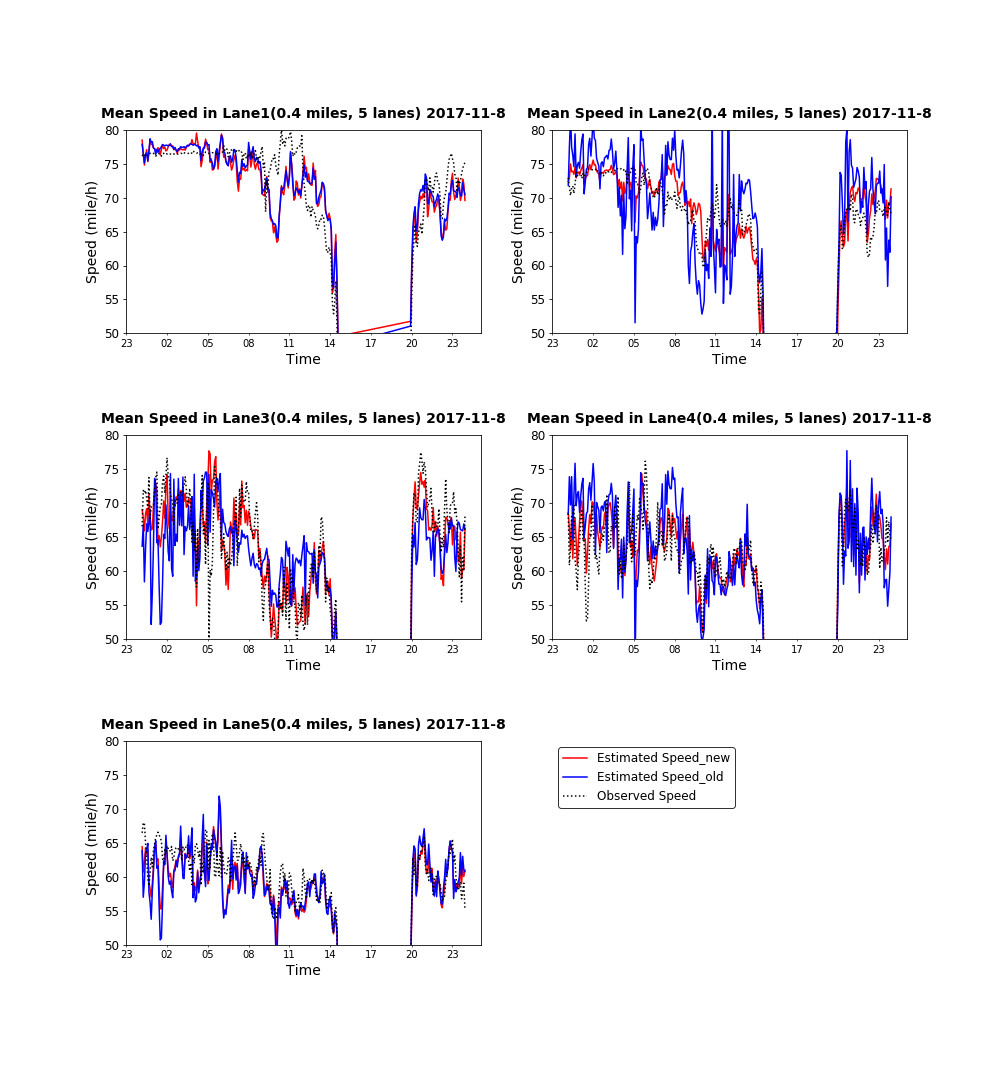 Mean Speed in Lane1(0.4 miles, 5 lanes) 2017-11-8
80
75
70
65
60
55
50
Speed (mile/h)
23 02 05 08 11 14 17 20 23
Time
Mean Speed in Lane2(0.4 miles, 5 lanes) 2017-11-8
80
75
70
65
60
55
50
Speed (mile/h)
23 02 05 08 11 14 17 20 23
Time
Mean Speed in Lane3(0.4 miles, 5 lanes) 2017-11-8
80
75
70
65
60
55
50
Speed (mile/h)
23 02 05 08 11 14 17 20 23
Time
Mean Speed in Lane4(0.4 miles, 5 lanes) 2017-11-8
80
75
70
65
60
55
50
Speed (mile/h)
23 02 05 08 11 14 17 20 23
Time
Mean Speed in Lane5(0.4 miles, 5 lanes) 2017-11-8
80
75
70
65
60
55
50
Speed (mile/h)
23 02 05 08 11 14 17 20 23
Time
Estimated Speed_new
Estimated Speed_old
Observed Speed